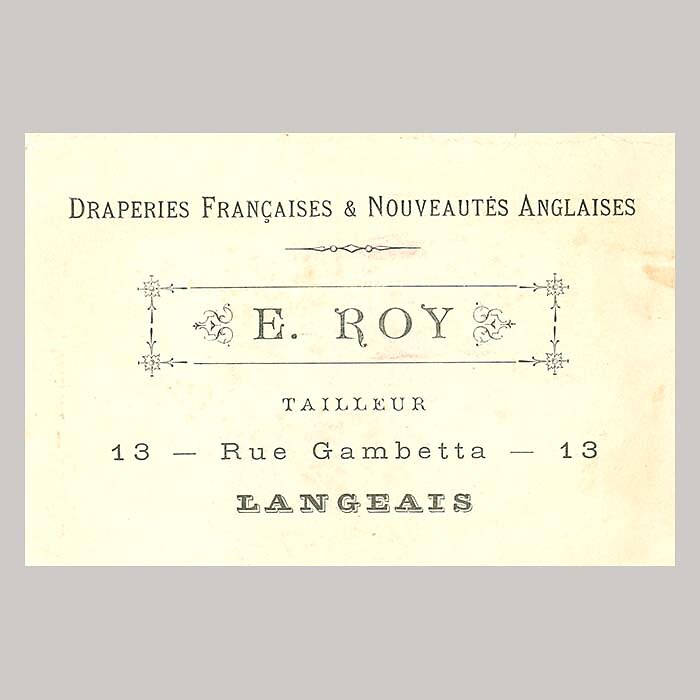 DRAPERIES FRANÇAISES & NOUVEAUTÉS ANGLAISES
E. ROY
TAILLEUR
13 — Rue Gambetta — 13
LANGEAIS